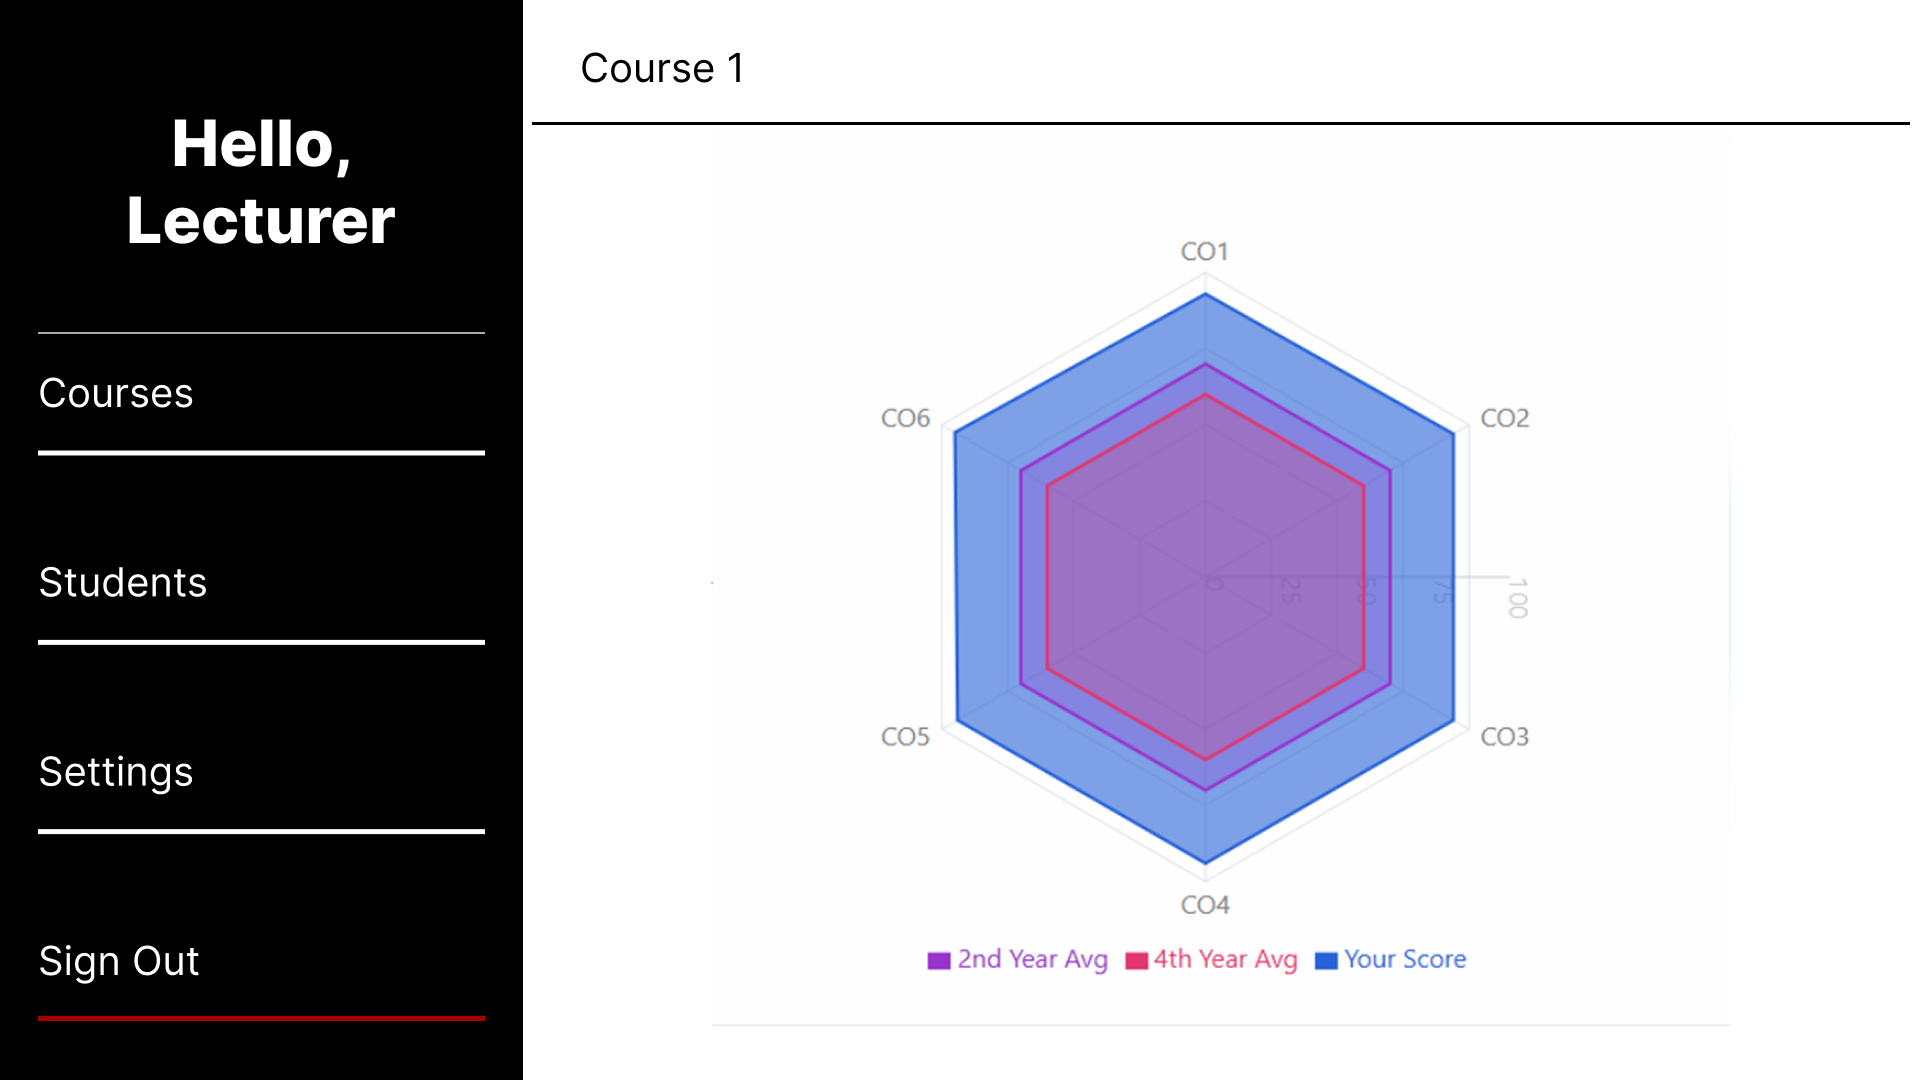 Hello,
Lecturer
Courses
Students
Settings
Sign Out
Course 1
CO1
CO6
CO2
0
25
50
75
100
CO5
CO3
CO4
2nd Year Avg 4th Year Avg Your Score